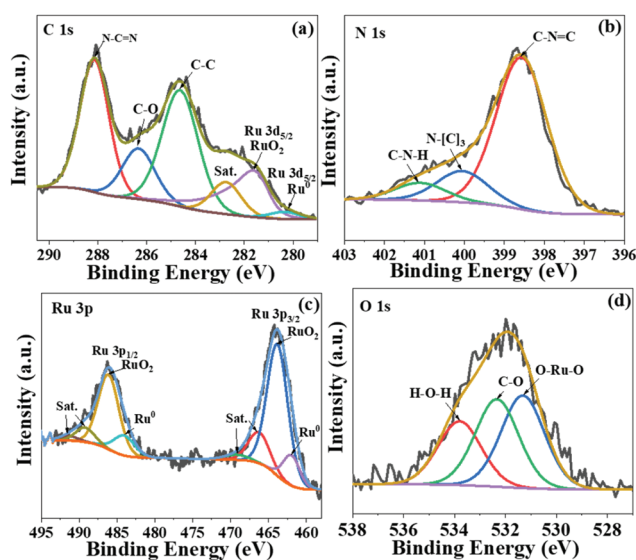 C 1s
(a)
N-C=N
C-O
C-C
Ru 3d5/2
RuO2
Sat.
Ru 3d5/2
Ru0
Intensity (a.u.)
290 288 286 284 282 280
Binding Energy (eV)
N 1s
(b)
C-N=C
N-[C]3
C-N-H
Intensity (a.u.)
403 402 401 400 399 398 397 396
Binding Energy (eV)
Ru 3p
(c)
Ru 3p3/2
RuO2
Ru 3p1/2
RuO2
Sat.
Ru0
Sat.
Ru0
Intensity (a.u.)
495 490 485 480 475 470 465 460
Binding Energy (eV)
O 1s
(d)
O-Ru-O
C-O
H-O-H
Intensity (a.u.)
538 536 534 532 530 528
Binding Energy (eV)